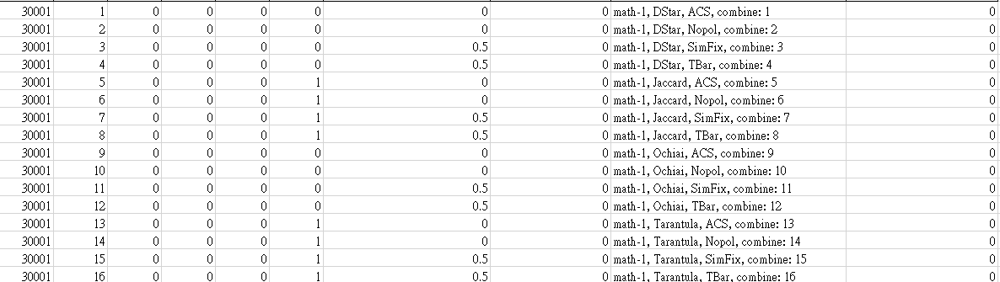 30001 1 0 0 0 0 0 0 math-1, DStar, ACS, combine: 1 0
30001 2 0 0 0 0 0 0 math-1, DStar, Nopol, combine: 2 0
30001 3 0 0 0 0 0.5 0 math-1, DStar, SimFix, combine: 3 0
30001 4 0 0 0 0 0.5 0 math-1, DStar, TBar, combine: 4 0
30001 5 0 0 0 1 0 0 math-1, Jaccard, ACS, combine: 5 0
30001 6 0 0 0 1 0 0 math-1, Jaccard, Nopol, combine: 6 0
30001 7 0 0 0 1 0.5 0 math-1, Jaccard, SimFix, combine: 7 0
30001 8 0 0 0 1 0.5 0 math-1, Jaccard, TBar, combine: 8 0
30001 9 0 0 0 0 0 0 math-1, Ochiai, ACS, combine: 9 0
30001 10 0 0 0 0 0 0 math-1, Ochiai, Nopol, combine: 10 0
30001 11 0 0 0 0 0.5 0 math-1, Ochiai, SimFix, combine: 11 0
30001 12 0 0 0 0 0.5 0 math-1, Ochiai, TBar, combine: 12 0
30001 13 0 0 0 1 0 0 math-1, Tarantula, ACS, combine: 13 0
30001 14 0 0 0 1 0 0 math-1, Tarantula, Nopol, combine: 14 0
30001 15 0 0 0 1 0.5 0 math-1, Tarantula, SimFix, combine: 15 0
30001 16 0 0 0 1 0.5 0 math-1, Tarantula, TBar, combine: 16 0